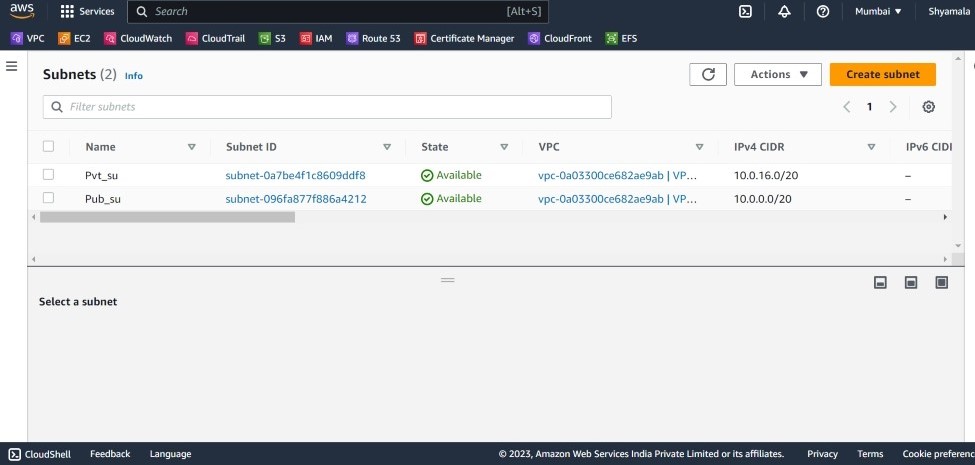 aws Services Search [Alt+S] Mumbai Shyamala
VPC EC2 CloudWatch CloudTrail S3 IAM Route 53 Certificate Manager CloudFront EFS
Subnets (2) Info Actions Create subnet
Filter subnets 1
Name Subnet ID State VPC IPv4 CIDR IPv6 CIDI
Pvt_su subnet-0a7be4f1c8609ddf8 Available vpc-0a03300ce682ae9ab | VP... 10.0.16.0/20 –
Pub_su subnet-096fa877f886a4212 Available vpc-0a03300ce682ae9ab | VP... 10.0.0.0/20 –
Select a subnet
CloudShell Feedback Language © 2023, Amazon Web Services India Private Limited or its affiliates. Privacy Terms Cookie preferenc